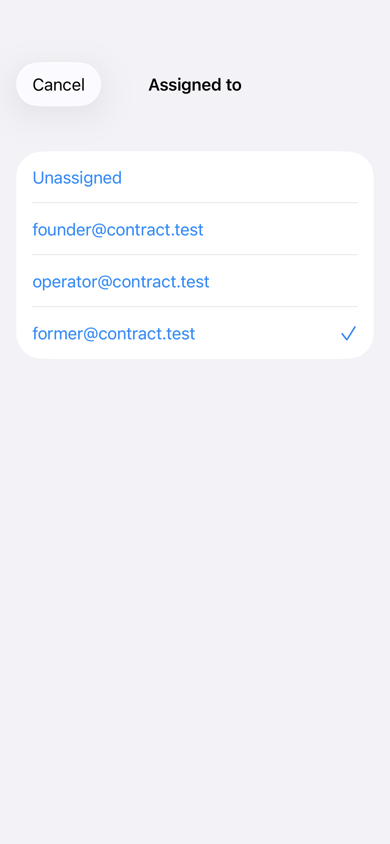 Cancel
Assigned to
Unassigned
founder@contract.test
operator@contract.test
former@contract.test